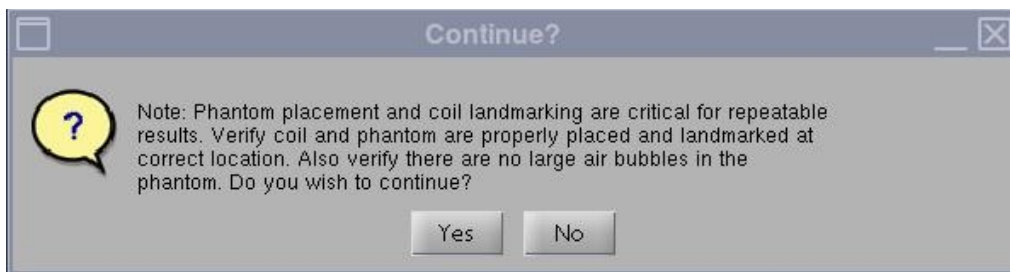 Continue?
?
Note: Phantom placement and coil landmarking are critical for repeatable
results. Verify coil and phantom are properly placed and landmarked at
correct location. Also verify there are no large air bubbles in the
phantom. Do you wish to continue?
Yes No